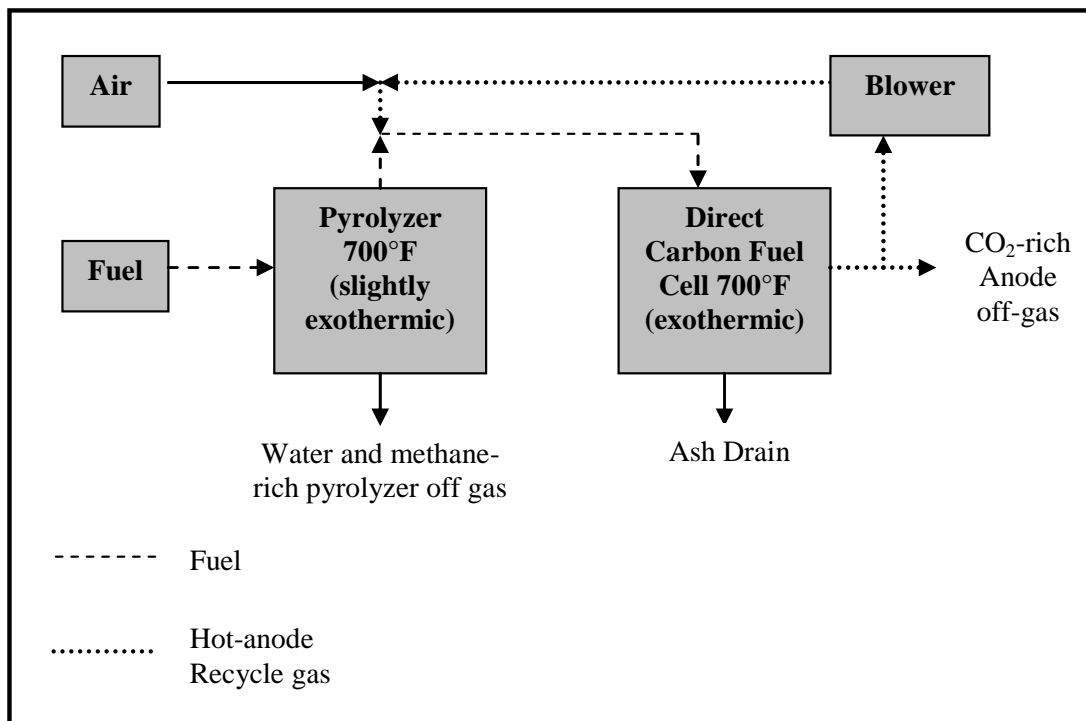 Air
Blower
Fuel
Pyrolyzer
700°F
(slightly
exothermic)
Direct
Carbon Fuel
Cell 700°F
(exothermic)
CO₂-rich
Anode
off-gas
Water and methane-
rich pyrolyzer off gas
Ash Drain
Fuel
Hot-anode
Recycle gas